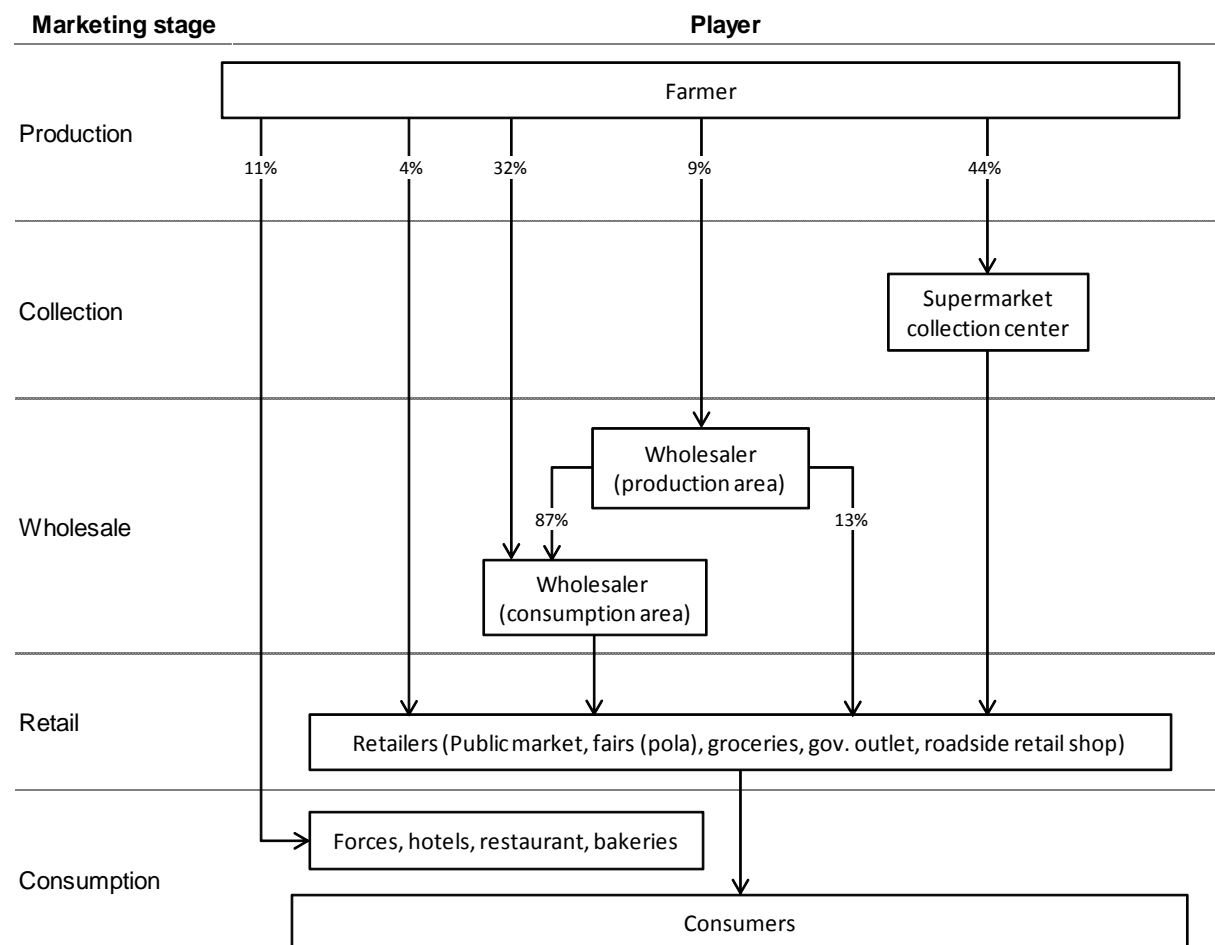 Marketing stage Player
Farmer
Production
11% 4% 32% 9% 44%
Supermarket
collection center
Collection
Wholesaler
(production area)
Wholesale
87% 13%
Wholesaler
(consumption area)
Retail
Retailers (Public market, fairs (pola), groceries, gov. outlet, roadside retail shop)
Forces, hotels, restaurant, bakeries
Consumption
Consumers